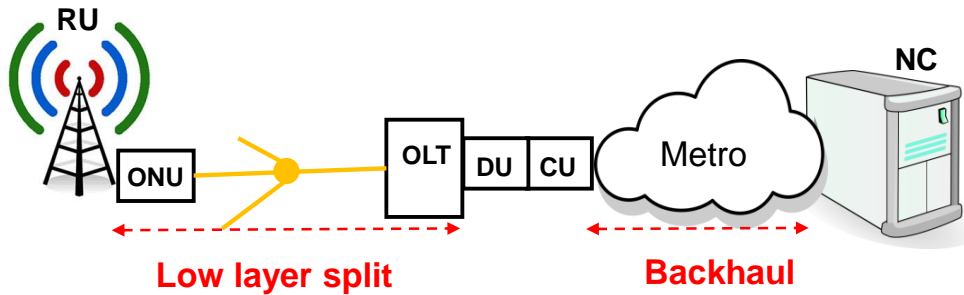 RU
NC
ONU
OLT
DU
CU
Metro
Low layer split
Backhaul